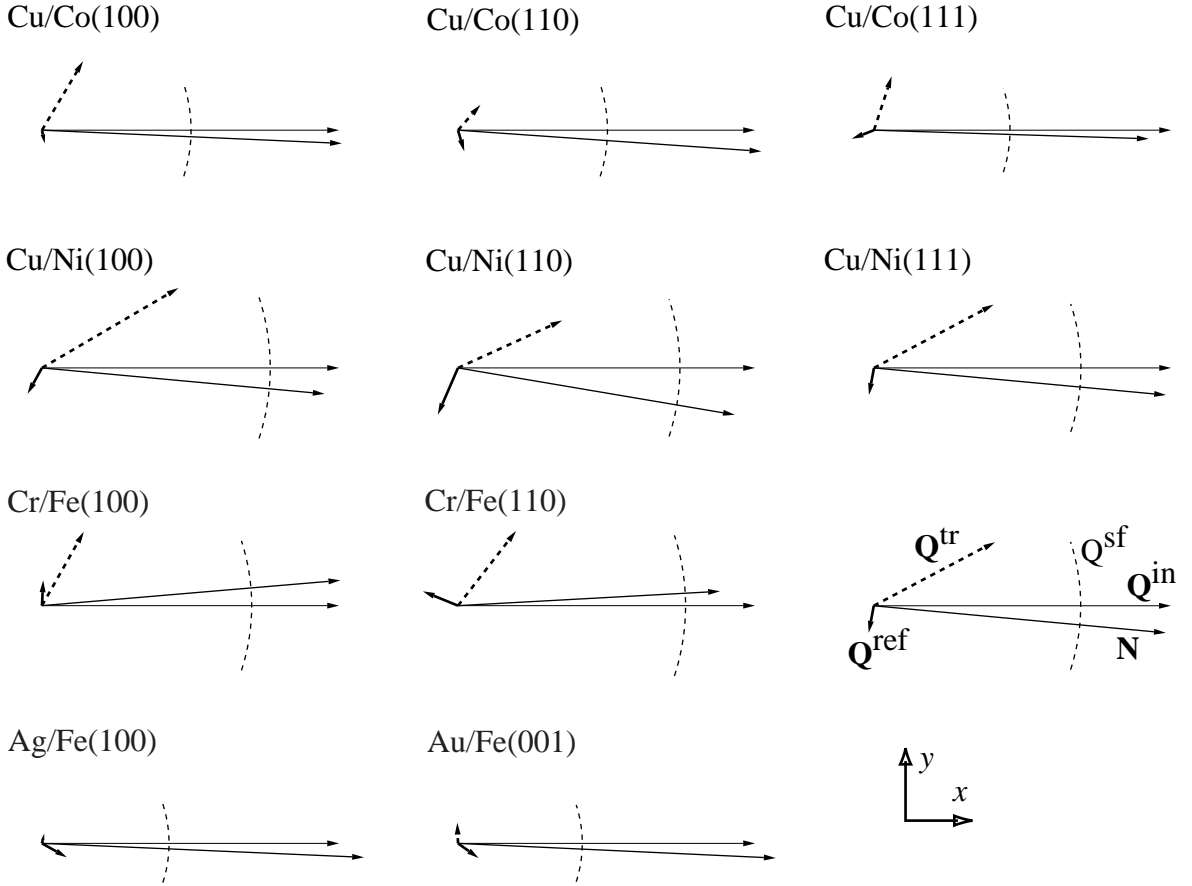 Cu/Co(100) Cu/Co(110) Cu/Co(111)
Cu/Ni(100) Cu/Ni(110) Cu/Ni(111)
Cr/Fe(100) Cr/Fe(110)
Q^tr Q^sf
Q^in
Q^ref N
Ag/Fe(100) Au/Fe(001)
y
x